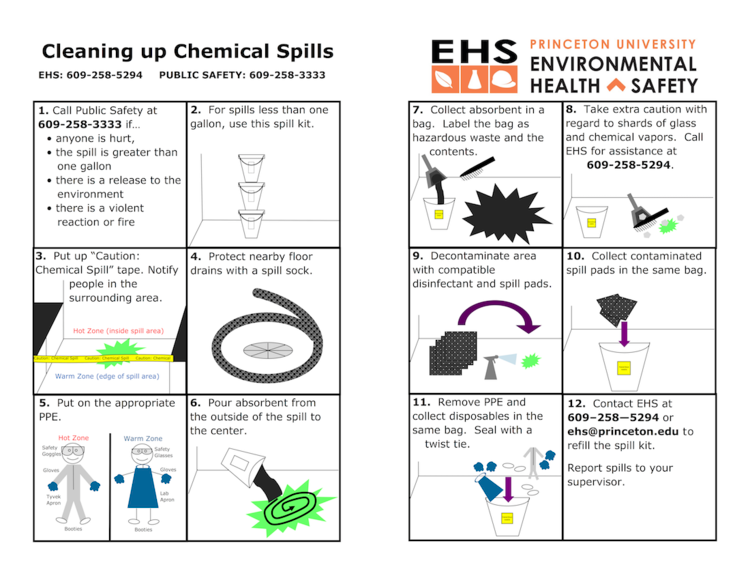 Cleaning up Chemical Spills
EHS: 609-258-5294 PUBLIC SAFETY: 609-258-3333
1. Call Public Safety at
609-258-3333 if…
• anyone is hurt,
• the spill is greater than
one gallon
• there is a release to the
environment
• there is a violent
reaction or fire
2. For spills less than one
gallon, use this spill kit.
3. Put up “Caution:
Chemical Spill” tape. Notify
people in the
surrounding area.
Hot Zone (inside spill area)
Caution: Chemical Spill Caution: Chemical Spill Caution: Chemical
Warm Zone (edge of spill area)
4. Protect nearby floor
drains with a spill sock.
5. Put on the appropriate
PPE.
Hot Zone
Safety
Goggles
Gloves
Tyvek
Apron
Booties
Warm Zone
Safety
Glasses
Gloves
Lab
Apron
Booties
6. Pour absorbent from
the outside of the spill to
the center.
EHS
PRINCETON UNIVERSITY
ENVIRONMENTAL
HEALTH SAFETY
7. Collect absorbent in a
bag. Label the bag as
hazardous waste and the
contents.
8. Take extra caution with
regard to shards of glass
and chemical vapors. Call
EHS for assistance at
609-258-5294.
9. Decontaminate area
with compatible
disinfectant and spill pads.
10. Collect contaminated
spill pads in the same bag.
11. Remove PPE and
collect disposables in the
same bag. Seal with a
twist tie.
12. Contact EHS at
609−258—5294 or
ehs@princeton.edu to
refill the spill kit.
Report spills to your
supervisor.